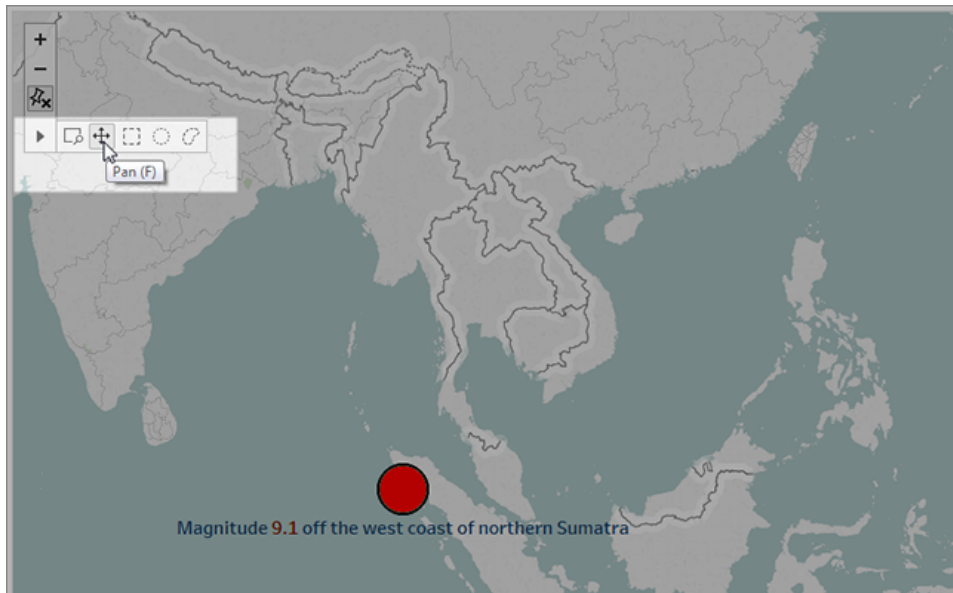 +
−
Pan (F)
Magnitude 9.1 off the west coast of northern Sumatra